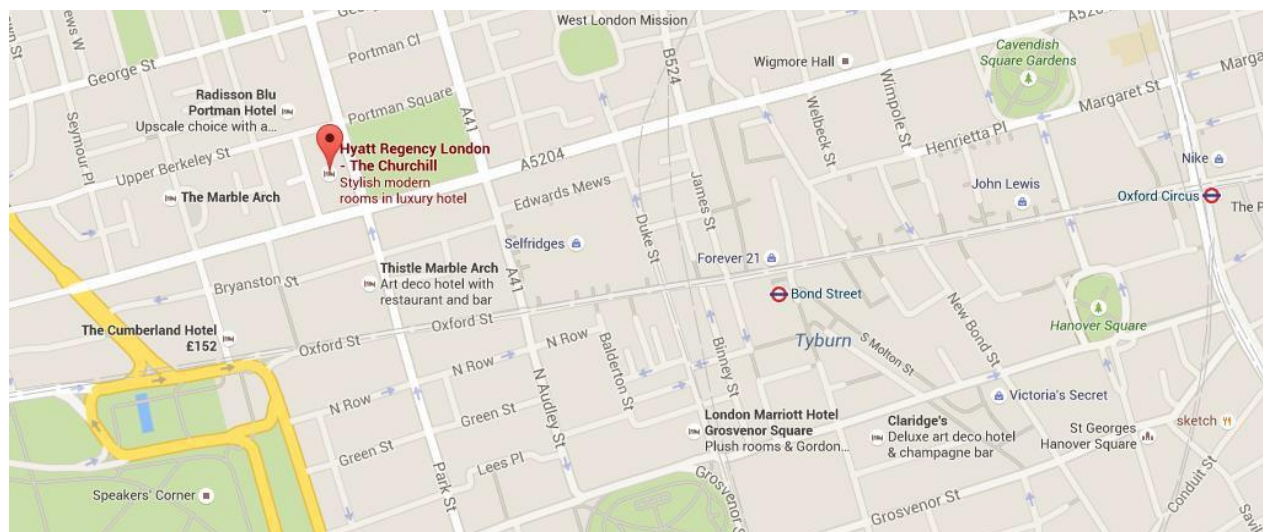 West London Mission
A5204
Cavendish
Square Gardens
B524
Wigmore Hall
Portman Cl
George St
Margaret St
Radisson Blu
Portman Hotel
Upscale choice with a...
Portman Square
A41
Welbeck St
Wimpole St
Henrietta Pl
Seymour Pl
Upper Berkeley St
Hyatt Regency London
- The Churchill
Stylish modern
rooms in luxury hotel
A5204
Nike
The Marble Arch
Edwards Mews
James St
John Lewis
Oxford Circus
Duke St
Selfridges
Forever 21
Bryanston St
Thistle Marble Arch
Art deco hotel with
restaurant and bar
A41
Bond Street
New Bond St
Hanover Square
The Cumberland Hotel
£152
Oxford St
Oxford St
N Row
Balderton St
Binney St
Tyburn
S Molton St
N Row
N Row
N Audley St
Green St
Victoria's Secret
London Marriott Hotel
Grosvenor Square
Plush rooms & Gordon...
Claridge's
Deluxe art deco hotel
& champagne bar
St Georges
Hanover Square
sketch
Green St
Lees Pl
Park St
Speakers' Corner
Grosvenor St
Conduit St